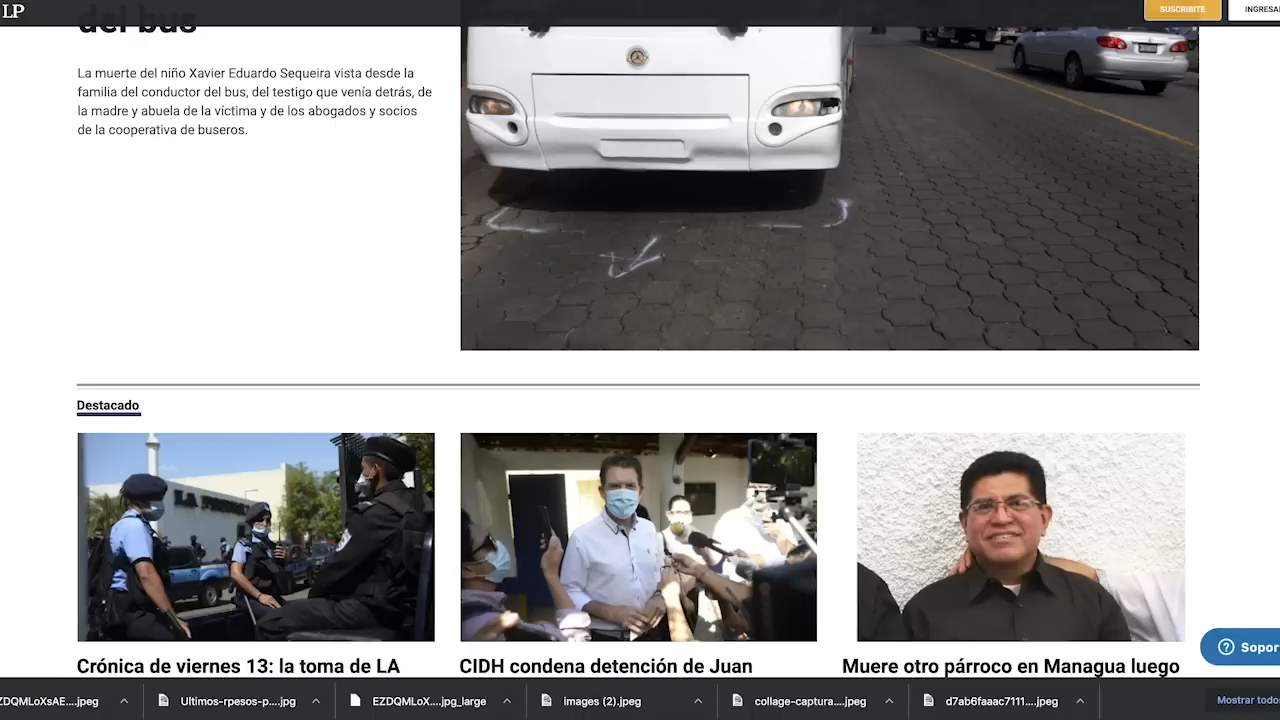 LP
SUSCRIBITE
INGRESA
del bus
La muerte del niño Xavier Eduardo Sequeira vista desde la
familia del conductor del bus, del testigo que venía detrás, de
la madre y abuela de la víctima y de los abogados y socios
de la cooperativa de buseros.
Destacado
Crónica de viernes 13: la toma de LA
CIDH condena detención de Juan
Muere otro párroco en Managua luego
Sopor
ZDQMLoXsAE....jpeg
Ultimos-sesos-p....jpg
EZDQMLoX....jpg_large
images (2).jpeg
collage-captura....jpeg
d7ab6faaac7111....jpeg
Mostrar todo